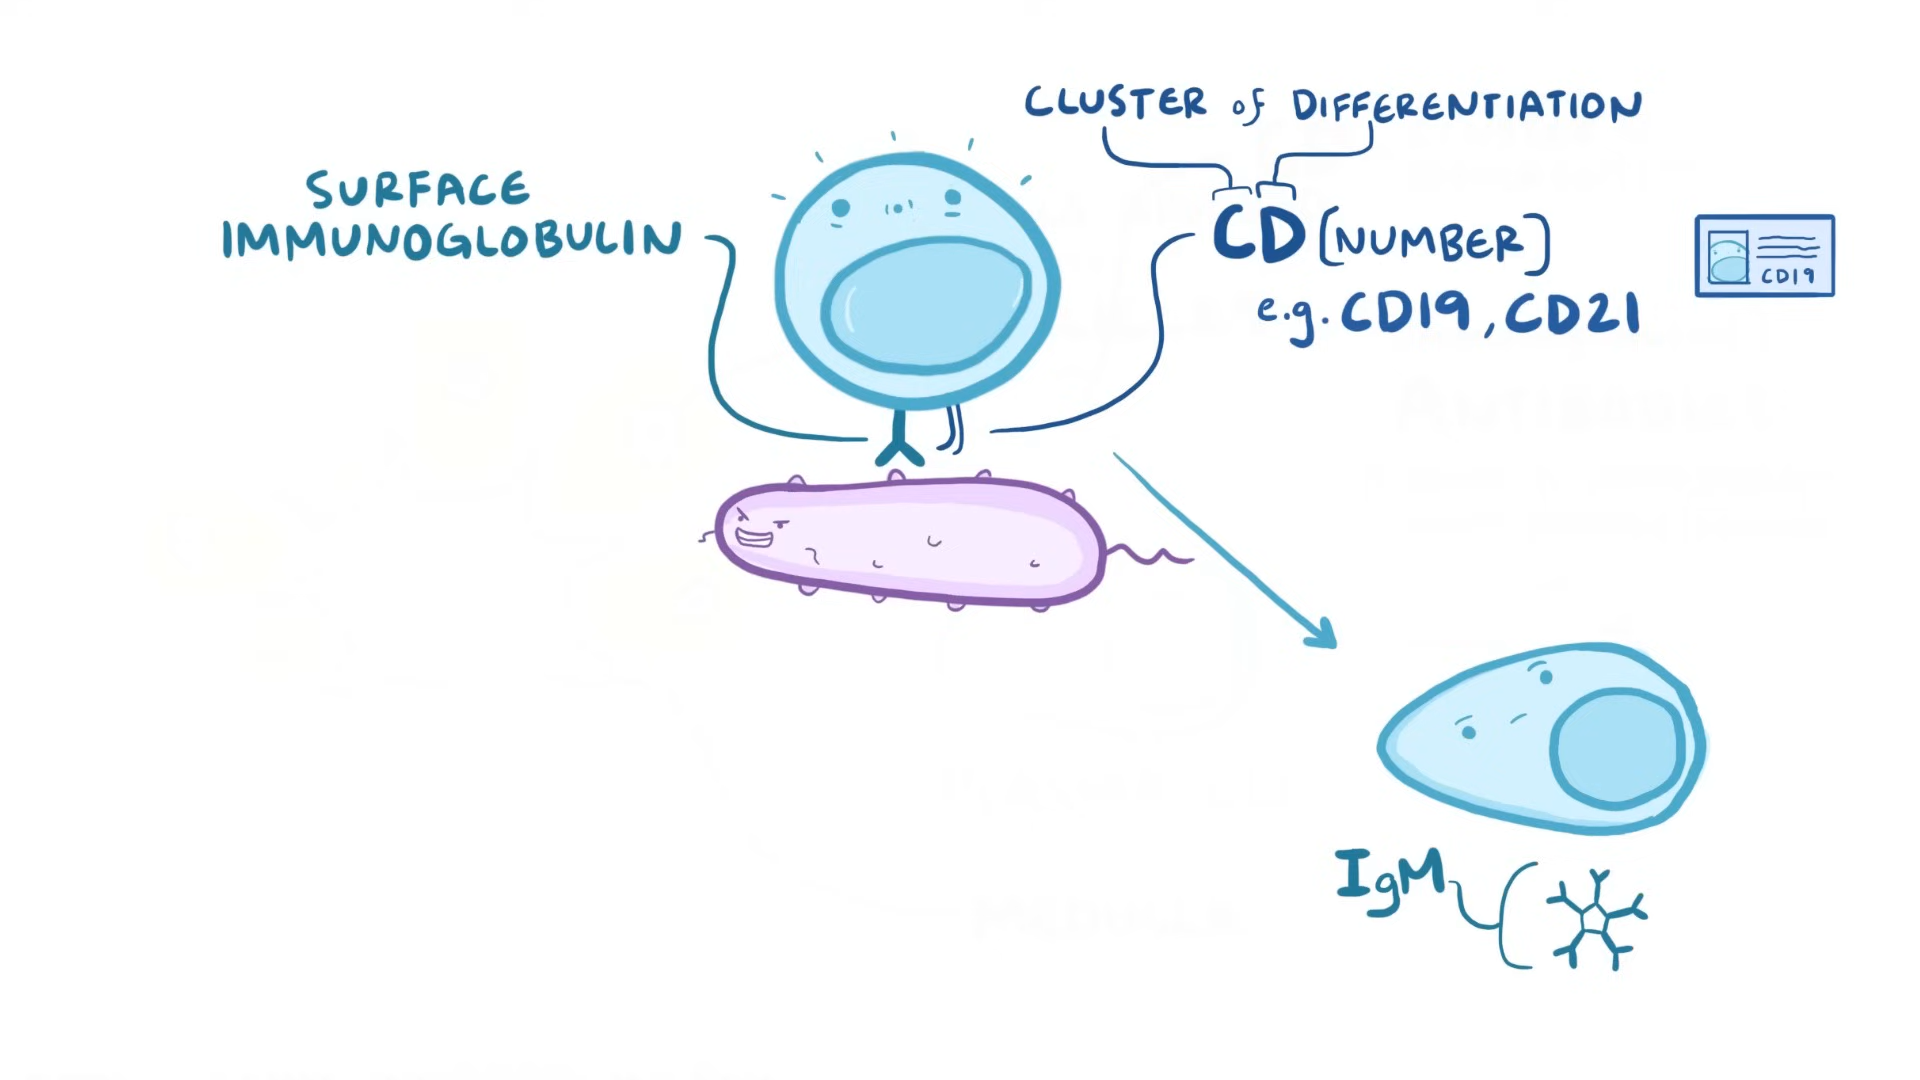 SURFACE
IMMUNOGLOBULIN
CLUSTER of DIFFERENTIATION
CD [NUMBER]
e.g. CD19, CD21
CD19
IgM